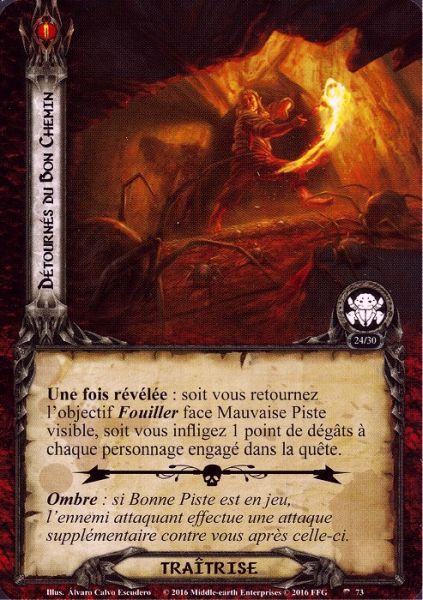 DÉTOURNÉS DU BON CHEMIN
24/30
Une fois révélée : soit vous retournez
l'objectif Fouiller face Mauvaise Piste
visible, soit vous infligez 1 point de dégâts à
chaque personnage engagé dans la quête.
Ombre : si Bonne Piste est en jeu,
l'ennemi attaquant effectue une attaque
supplémentaire contre vous après celle-ci.
TRAÎTRISE
Illus. Álvaro Calvo Escudero © 2016 Middle-earth Enterprises © 2016 FFG 73